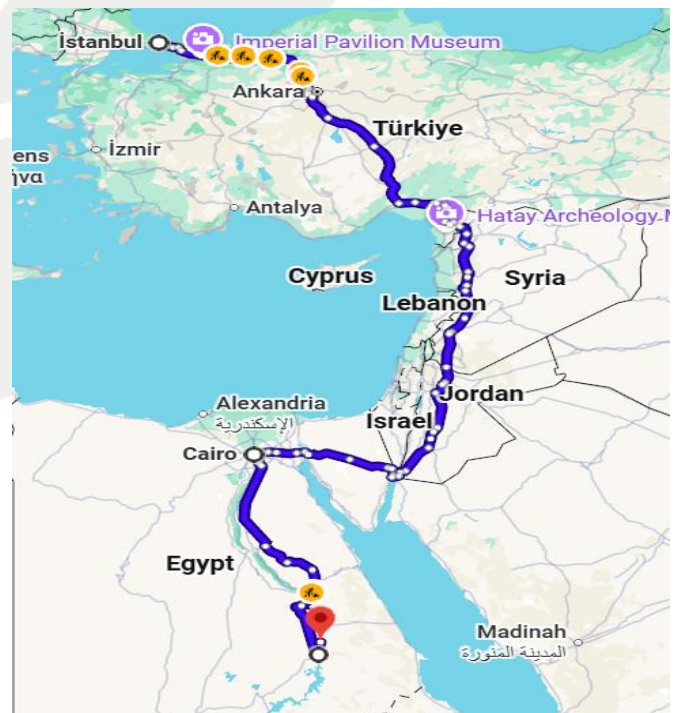 İstanbul
Imperial Pavilion Museum
Ankara
Türkiye
ens
ήνα
İzmir
Antalya
Hatay Archeology
Cyprus
Syria
Lebanon
Alexandria
الإسكندرية
Jordan
Israel
Cairo
Egypt
Madinah
المدينة المنورة